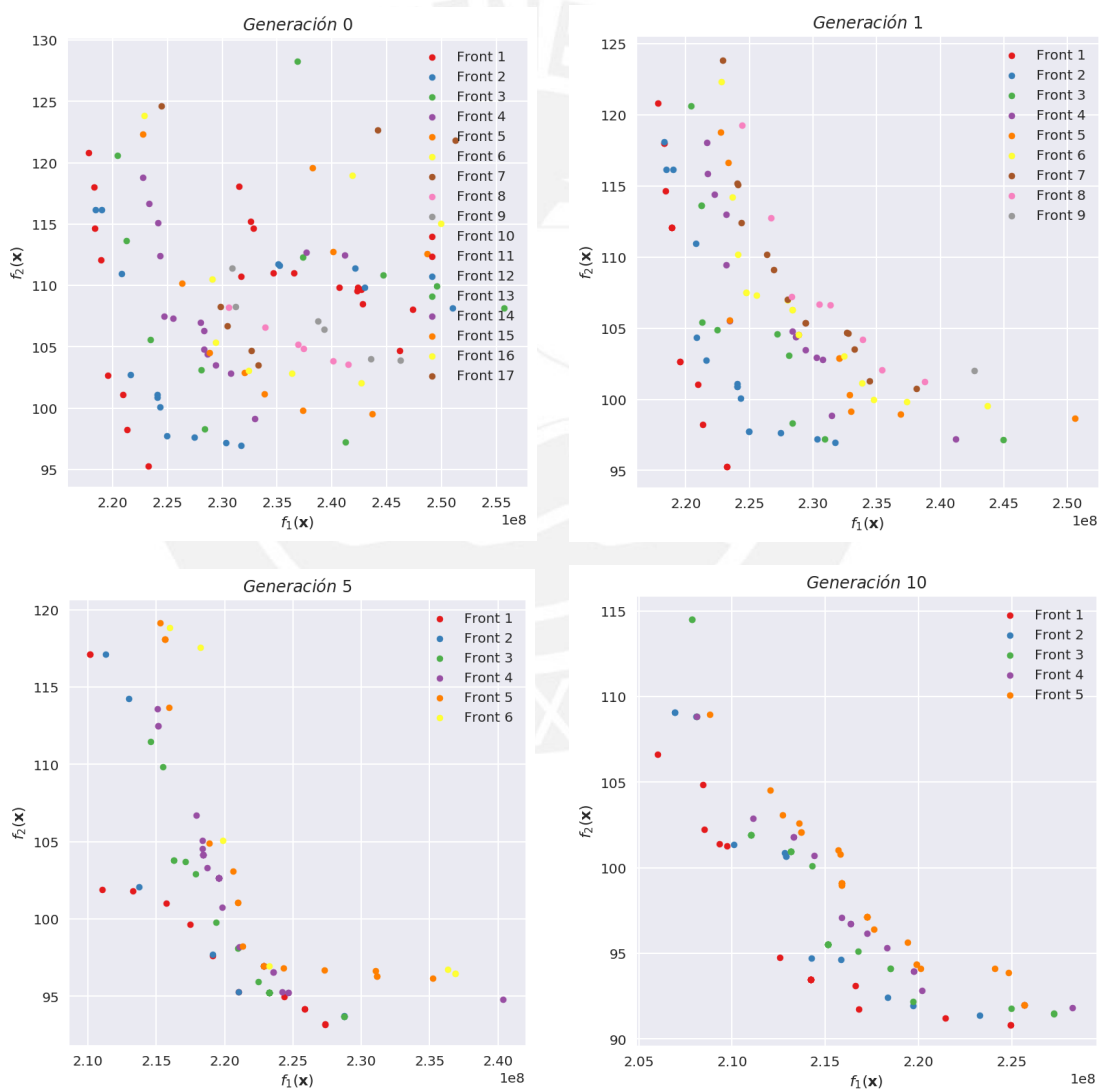 Generación 0
130
125
120
115
110
105
100
95
f₂(x)
2.20 2.25 2.30 2.35 2.40 2.45 2.50 2.55
1e8
f₁(x)
Front 1
Front 2
Front 3
Front 4
Front 5
Front 6
Front 7
Front 8
Front 9
Front 10
Front 11
Front 12
Front 13
Front 14
Front 15
Front 16
Front 17
Generación 1
125
120
115
110
105
100
95
f₂(x)
2.20 2.25 2.30 2.35 2.40 2.45 2.50
1e8
f₁(x)
Front 1
Front 2
Front 3
Front 4
Front 5
Front 6
Front 7
Front 8
Front 9
Generación 5
120
115
110
105
100
95
f₂(x)
2.10 2.15 2.20 2.25 2.30 2.35 2.40
1e8
f₁(x)
Front 1
Front 2
Front 3
Front 4
Front 5
Front 6
Generación 10
115
110
105
100
95
90
f₂(x)
2.05 2.10 2.15 2.20 2.25
1e8
f₁(x)
Front 1
Front 2
Front 3
Front 4
Front 5